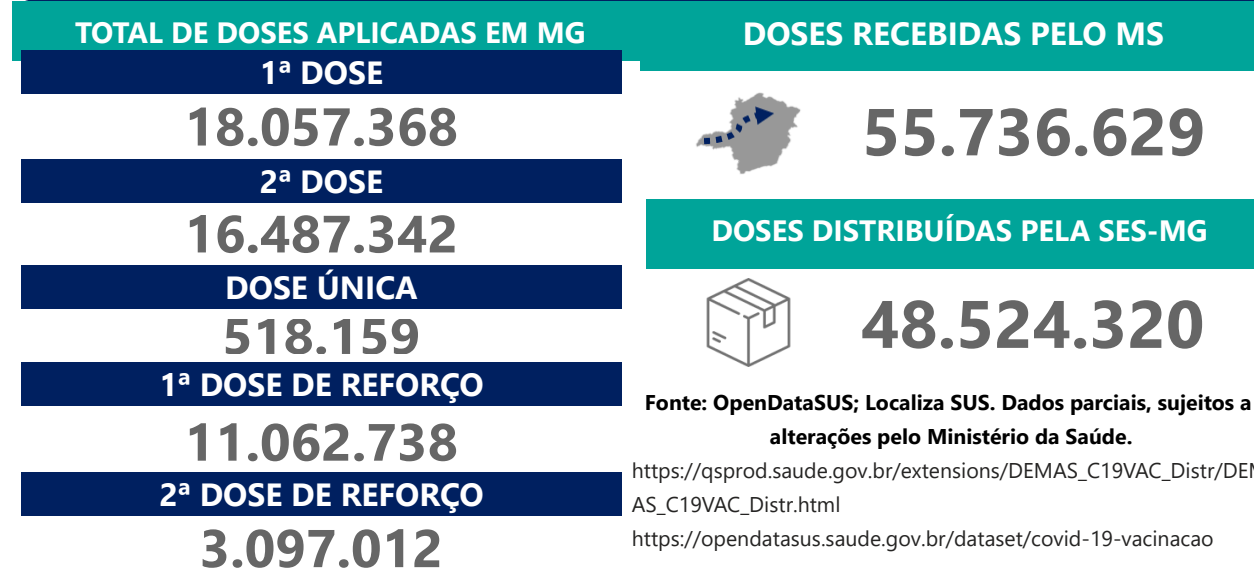 TOTAL DE DOSES APLICADAS EM MG
1ª DOSE
18.057.368
2ª DOSE
16.487.342
DOSE ÚNICA
518.159
1ª DOSE DE REFORÇO
11.062.738
2ª DOSE DE REFORÇO
3.097.012
DOSES RECEBIDAS PELO MS
55.736.629
DOSES DISTRIBUÍDAS PELA SES-MG
48.524.320
Fonte: OpenDataSUS; Localiza SUS. Dados parciais, sujeitos a
alterações pelo Ministério da Saúde.
https://qsprod.saude.gov.br/extensions/DEMAS_C19VAC_Distr/DEM
AS_C19VAC_Distr.html
https://opendatasus.saude.gov.br/dataset/covid-19-vacinacao